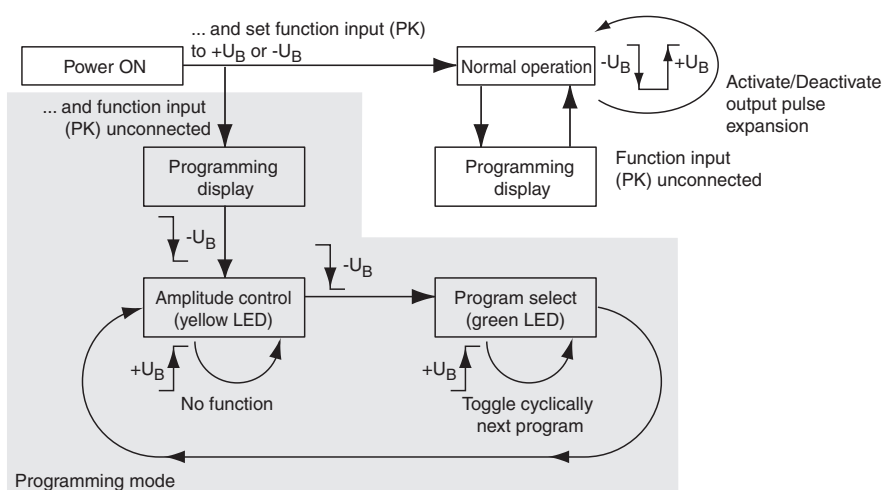 ... and set function input (PK)
to +UB or -UB
Power ON
Normal operation
-UB
+UB
Activate/Deactivate
output pulse
expansion
... and function input
(PK) unconnected
Programming
display
Programming
display
Function input
(PK) unconnected
-UB
-UB
Amplitude control
(yellow LED)
Program select
(green LED)
+UB
No function
+UB
Toggle cyclically
next program
Programming mode